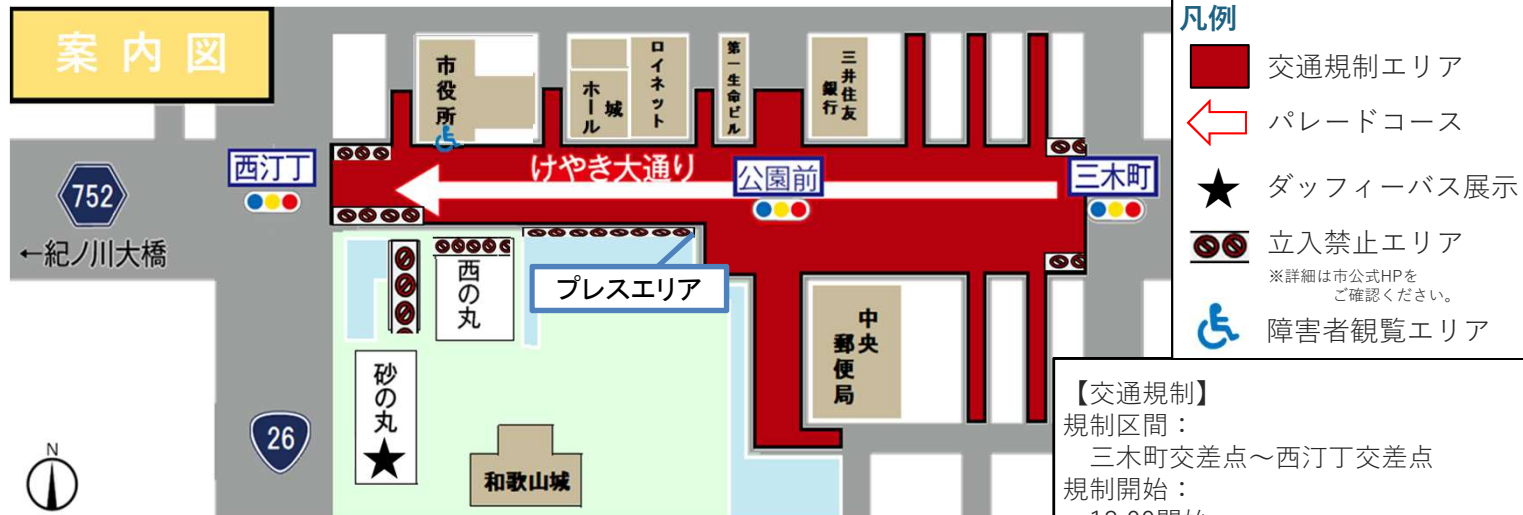 案内図
市役所
城ホール
ロイネット
第一生命ビル
三井住友銀行
西汀丁
けやき大通り
公園前
三木町
752
←紀ノ川大橋
プレスエリア
西の丸
中央郵便局
砂の丸
26
N
和歌山城
凡例
交通規制エリア
パレードコース
ダッフィーバス展示
立入禁止エリア
※詳細は市公式HPを
ご確認ください。
障害者観覧エリア
【交通規制】
規制区間:
三木町交差点~西汀丁交差点
規制開始: